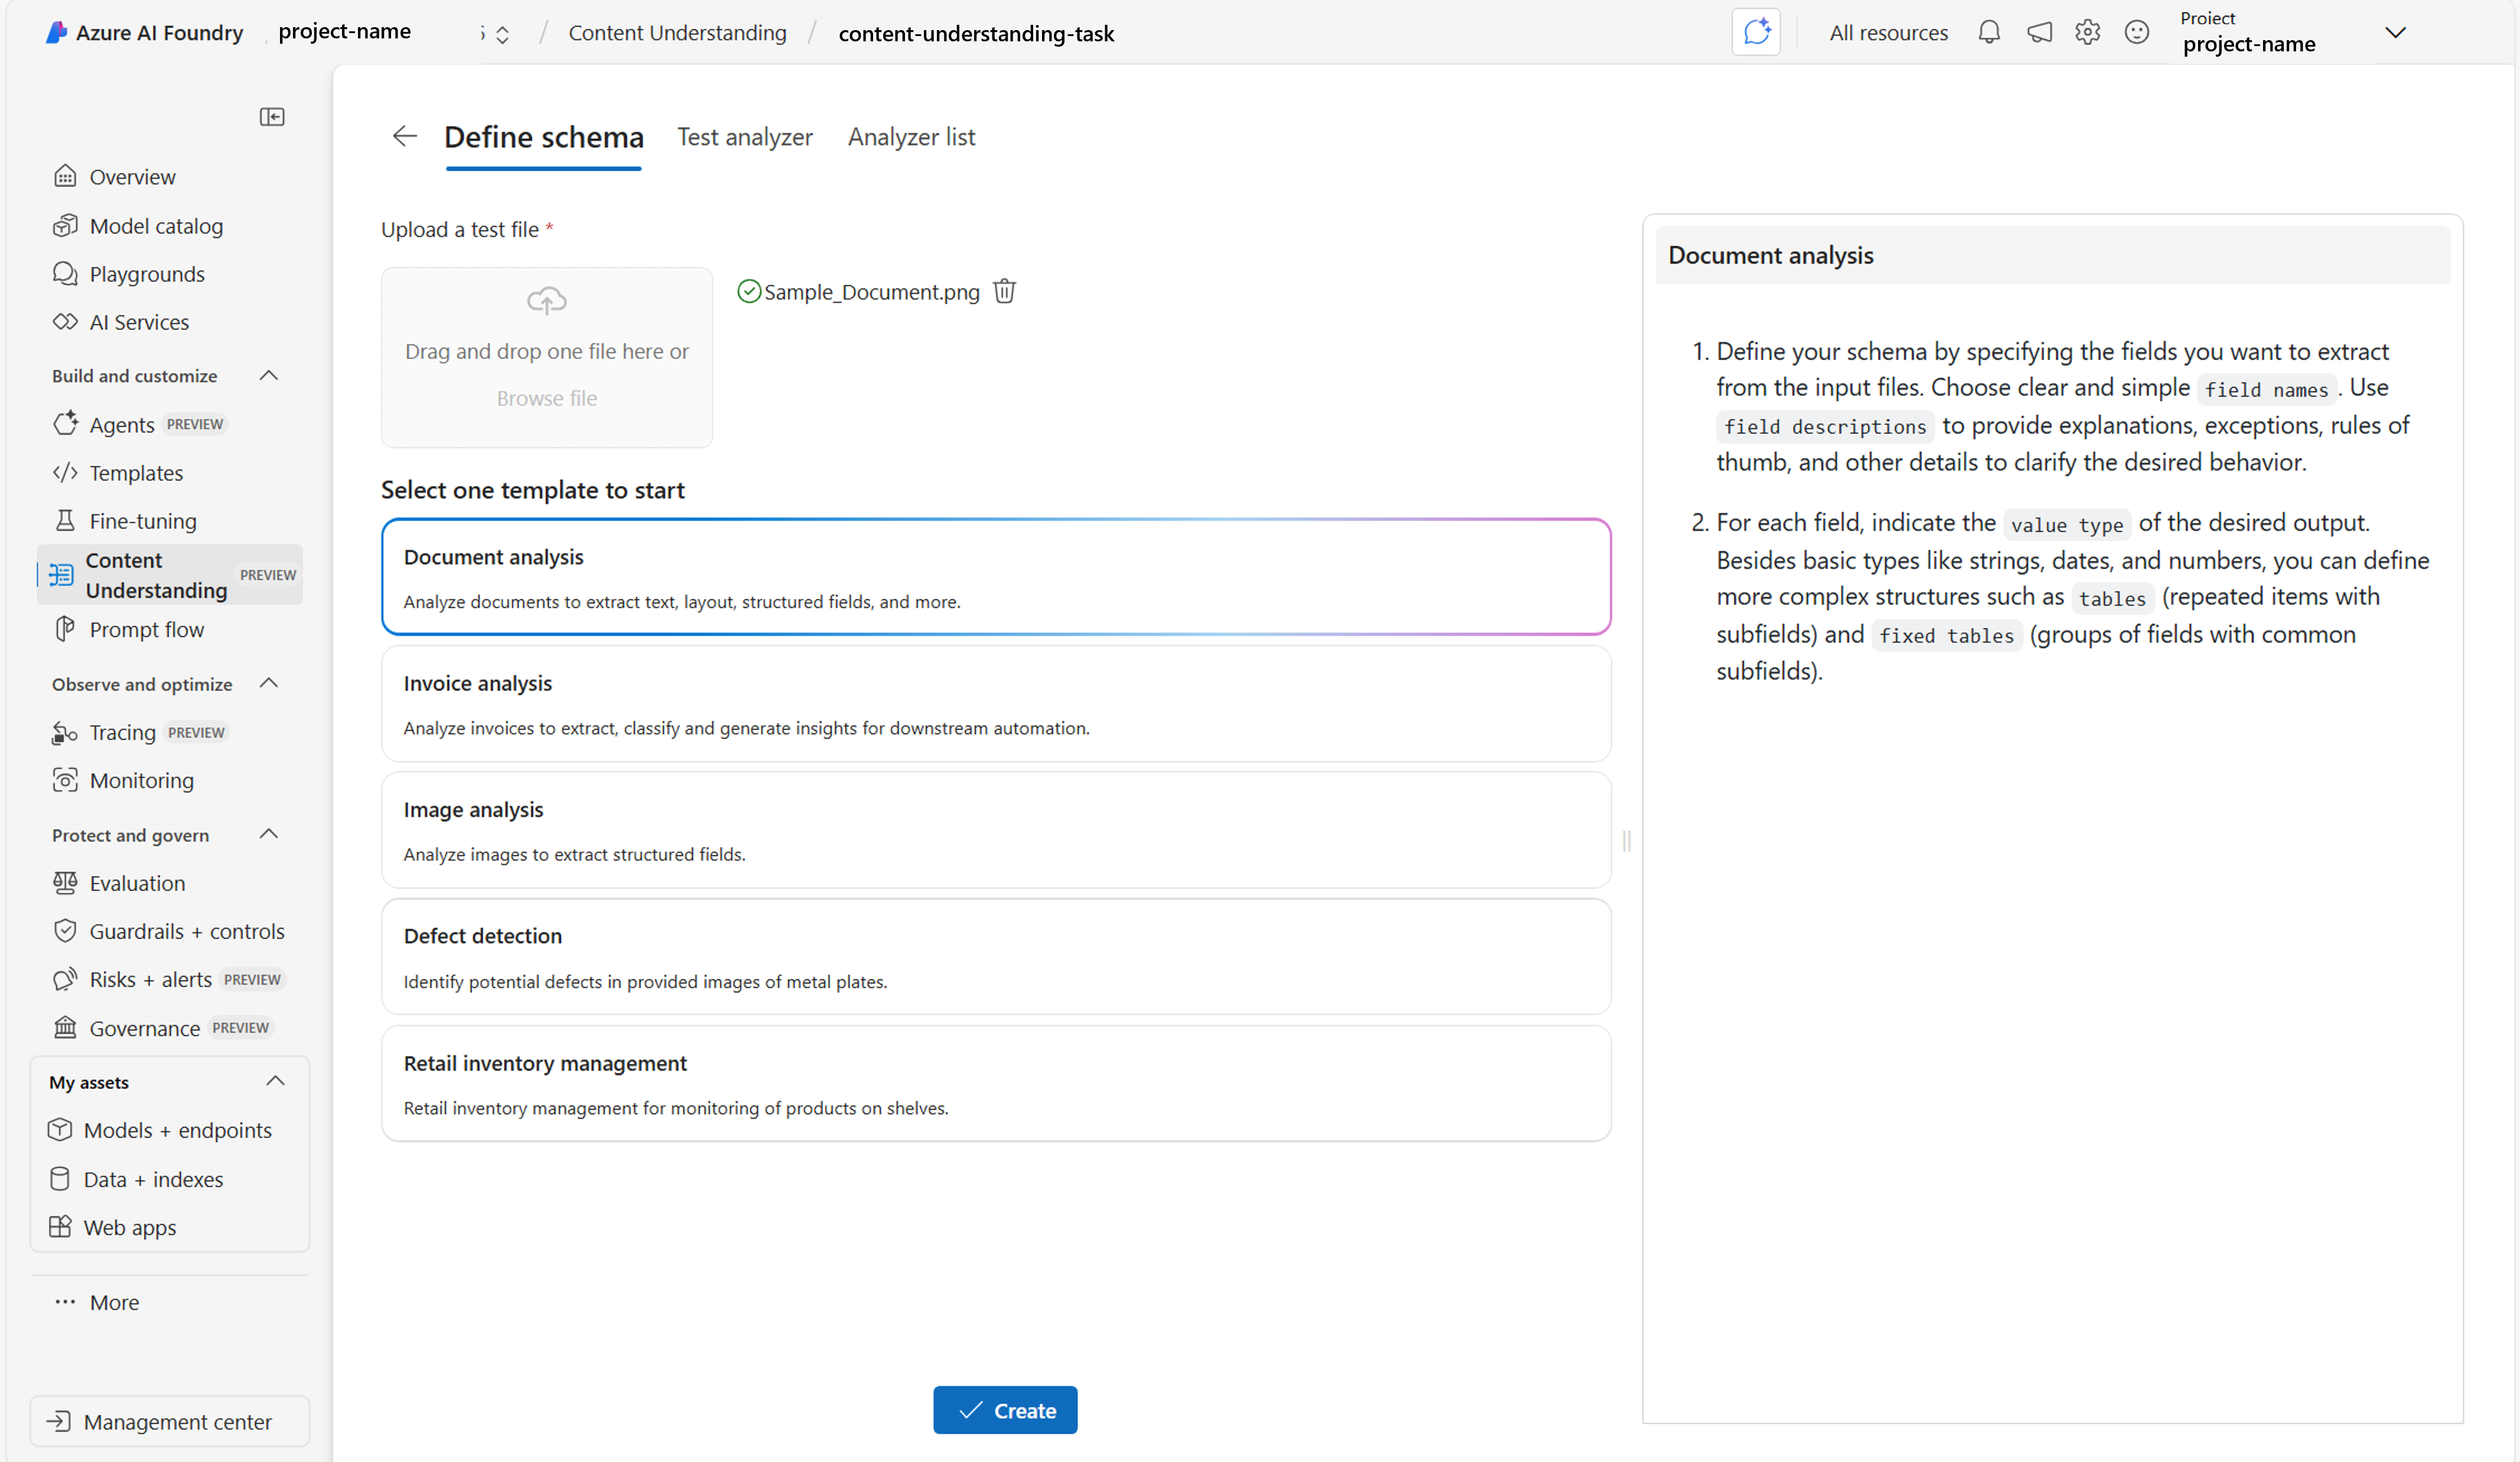 Azure AI Foundry project-name / Content Understanding / content-understanding-task
All resources
Project
project-name
Overview
Model catalog
Playgrounds
AI Services
Build and customize
Agents PREVIEW
Templates
Fine-tuning
Content
Understanding PREVIEW
Prompt flow
Observe and optimize
Tracing PREVIEW
Monitoring
Protect and govern
Evaluation
Guardrails + controls
Risks + alerts PREVIEW
Governance PREVIEW
My assets
Models + endpoints
Data + indexes
Web apps
More
Management center
Define schema Test analyzer Analyzer list
Upload a test file *
Drag and drop one file here or
Browse file
Sample_Document.png
Select one template to start
Document analysis
Analyze documents to extract text, layout, structured fields, and more.
Invoice analysis
Analyze invoices to extract, classify and generate insights for downstream automation.
Image analysis
Analyze images to extract structured fields.
Defect detection
Identify potential defects in provided images of metal plates.
Retail inventory management
Retail inventory management for monitoring of products on shelves.
Create
Document analysis
1. Define your schema by specifying the fields you want to extract
from the input files. Choose clear and simple field names. Use
field descriptions to provide explanations, exceptions, rules of
thumb, and other details to clarify the desired behavior.
2. For each field, indicate the value type of the desired output.
Besides basic types like strings, dates, and numbers, you can define
more complex structures such as tables (repeated items with
subfields) and fixed tables (groups of fields with common
subfields).